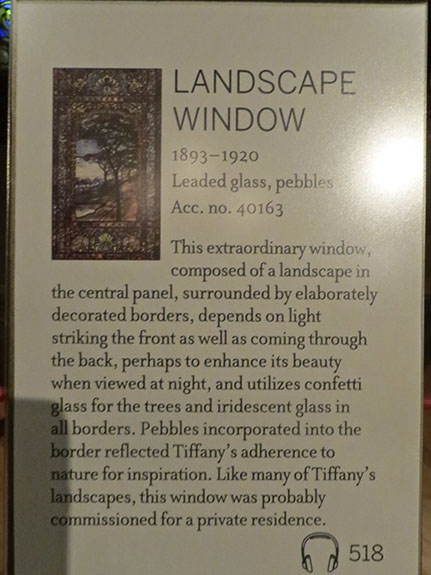 LANDSCAPE
WINDOW
1893–1920
Leaded glass, pebbles
Acc. no. 40163
This extraordinary window,
composed of a landscape in
the central panel, surrounded by elaborately
decorated borders, depends on light
striking the front as well as coming through
the back, perhaps to enhance its beauty
when viewed at night, and utilizes confetti
glass for the trees and iridescent glass in
all borders. Pebbles incorporated into the
border reflected Tiffany's adherence to
nature for inspiration. Like many of Tiffany's
landscapes, this window was probably
commissioned for a private residence.
518